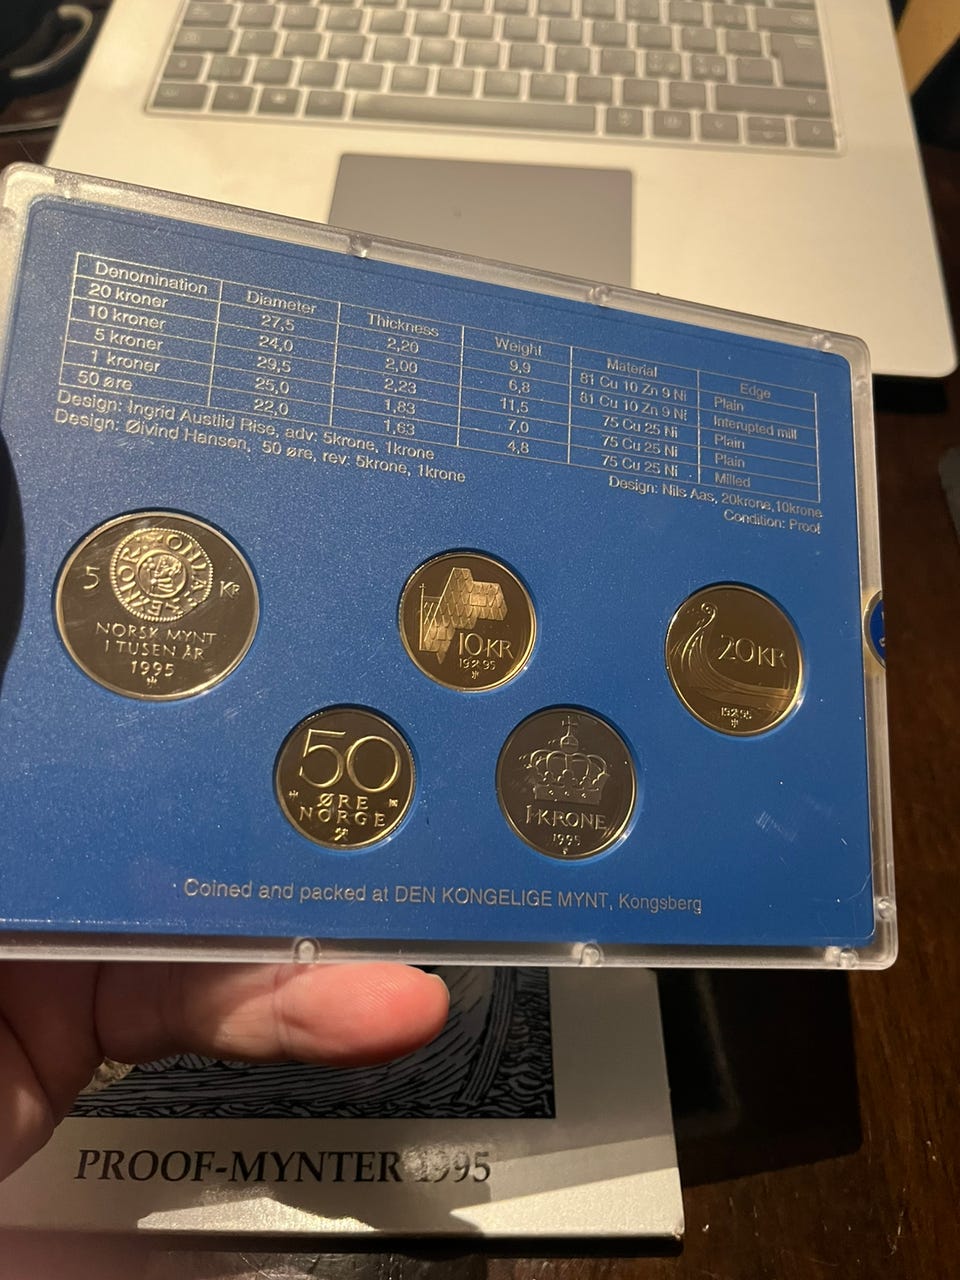 Denomination Diameter Thickness Weight Material Edge
20 kroner 27,5 2,20 9,9 81 Cu 10 Zn 9 Ni Plain
10 kroner 24,0 2,00 6,8 81 Cu 10 Zn 9 Ni Interupted mill
5 kroner 29,5 2,23 11,5 75 Cu 25 Ni Plain
1 kroner 25,0 1,83 7,0 75 Cu 25 Ni Plain
50 øre 22,0 1,63 4,8 75 Cu 25 Ni Milled
Design: Ingrid Austlid Rise, adv: 5krone, 1krone
Design: Nils Aas, 20krone,10krone
Design: Øivind Hansen, 50 øre, rev: 5krone, 1krone
Condition: Proof
5 KR
NORSK MYNT
I TUSEN ÅR
1995
10 KR
1995
20 KR
1995
50
ØRE
NORGE
1 KRONE
1995
Coined and packed at DEN KONGELIGE MYNT, Kongsberg
PROOF-MYNTER 1995